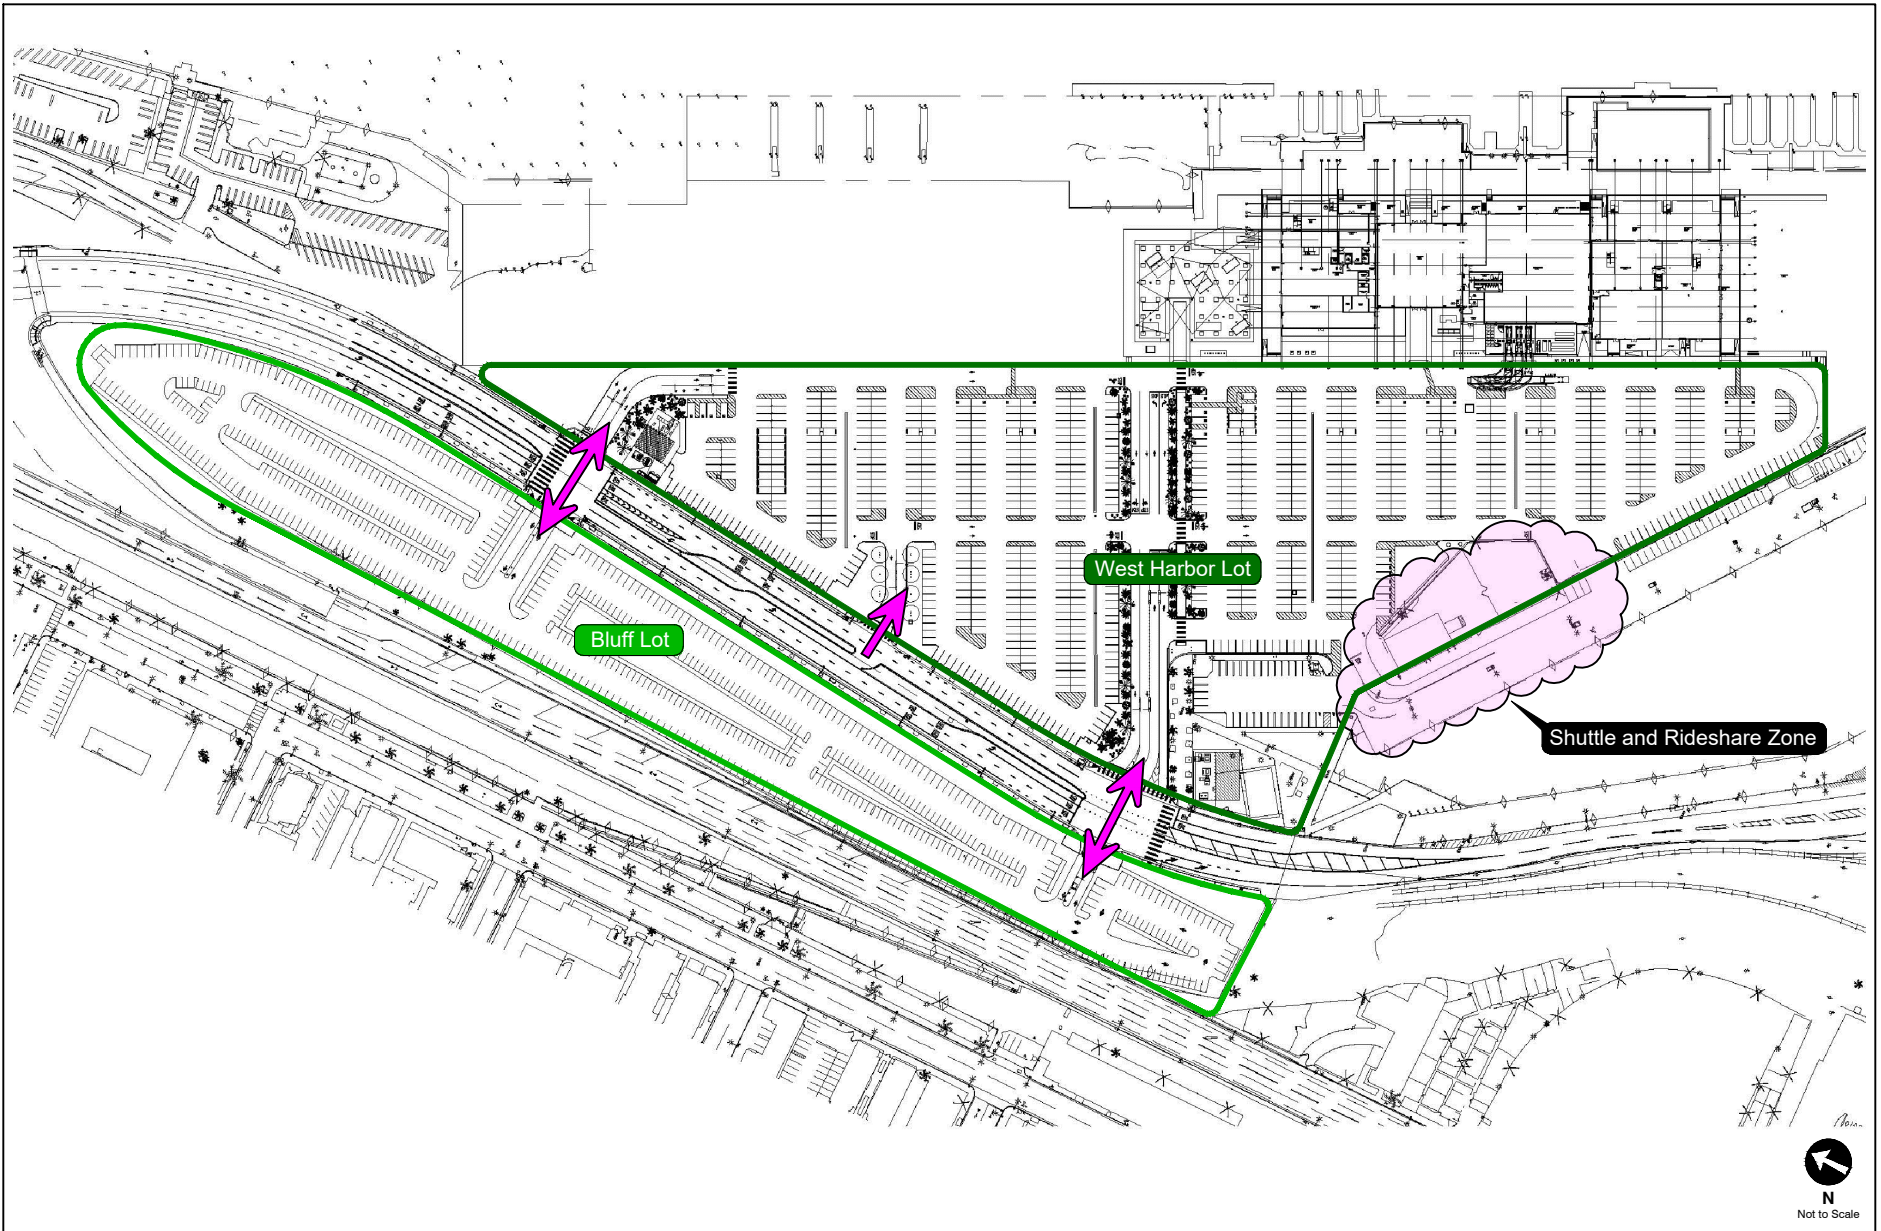 West Harbor Lot
Bluff Lot
Shuttle and Rideshare Zone
N
Not to Scale